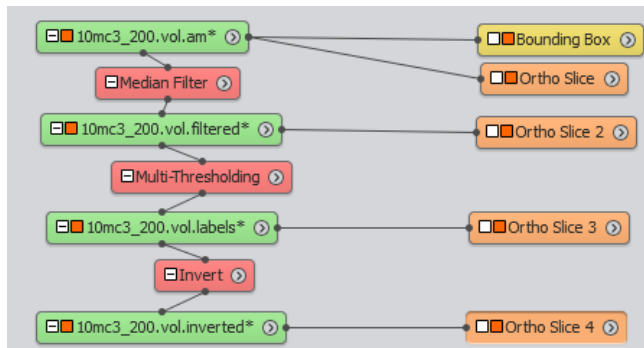 10mc3_200.vol.am*
Bounding Box
Median Filter
Ortho Slice
10mc3_200.vol.filtered*
Ortho Slice 2
Multi-Thresholding
10mc3_200.vol.labels*
Ortho Slice 3
Invert
10mc3_200.vol.inverted*
Ortho Slice 4